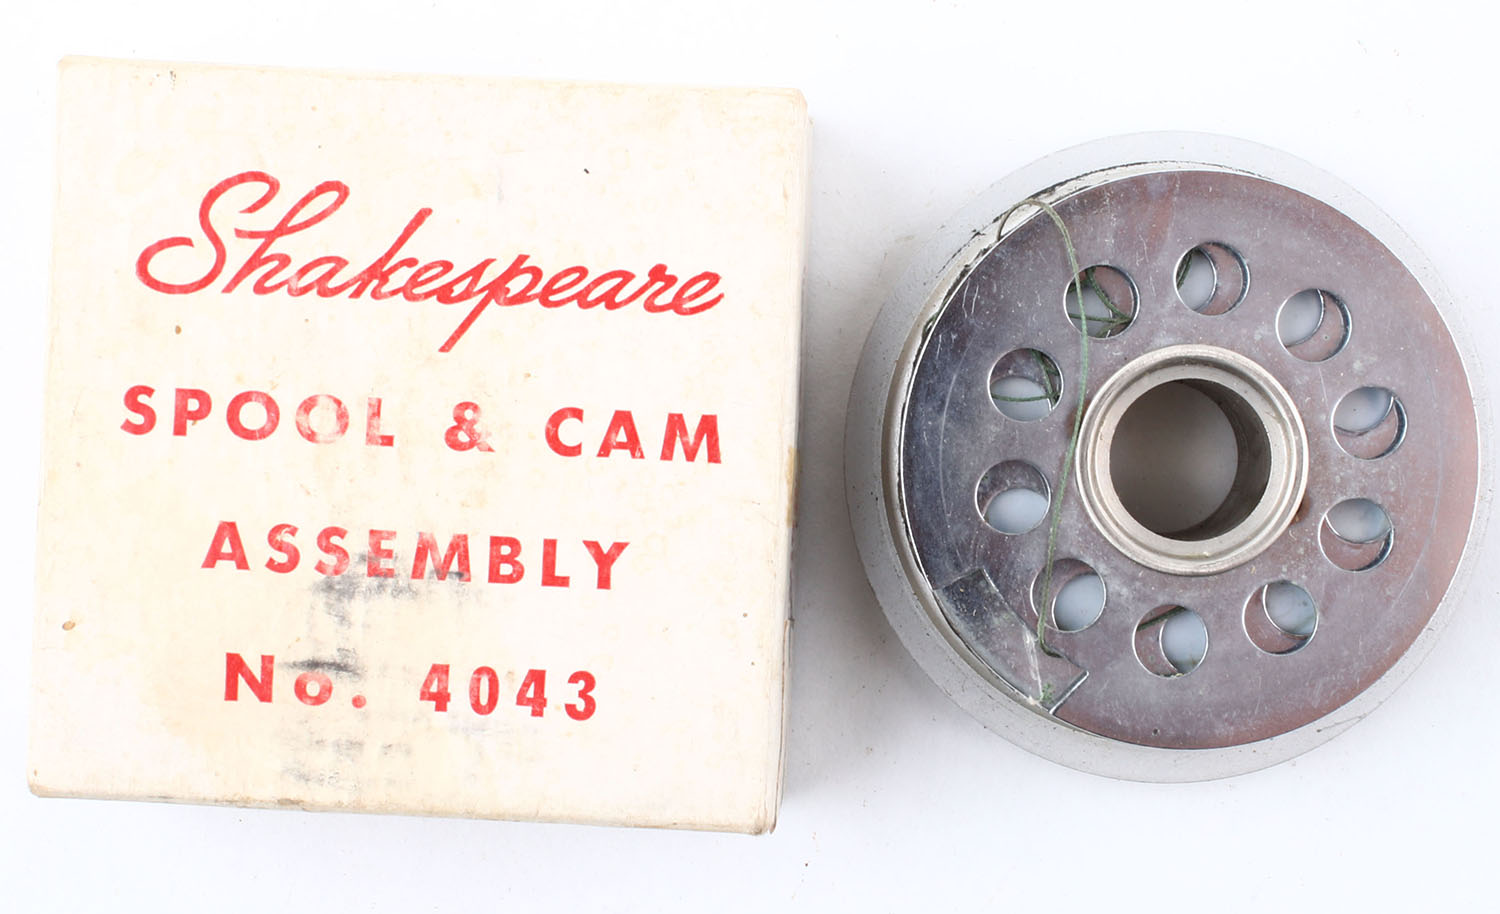 Shakespeare
SPOOL & CAM
ASSEMBLY
No. 4043